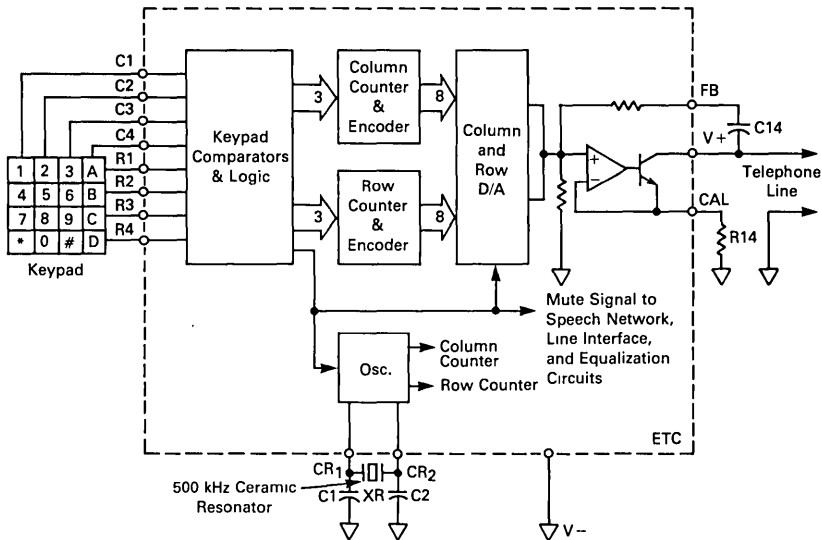 C1
C2
C3
C4
R1
R2
R3
R4
1 2 3 A
4 5 6 B
7 8 9 C
* 0 # D
Keypad
Keypad
Comparators
& Logic
3
Column
Counter
&
Encoder
8
3
Row
Counter
&
Encoder
8
Column
and
Row
D/A
+
−
FB
C14
V+
Telephone
Line
CAL
R14
Mute Signal to
Speech Network,
Line Interface,
and Equalization
Circuits
Osc.
Column
Counter
Row Counter
ETC
CR1
CR2
500 kHz Ceramic
Resonator
C1
XR
C2
V−